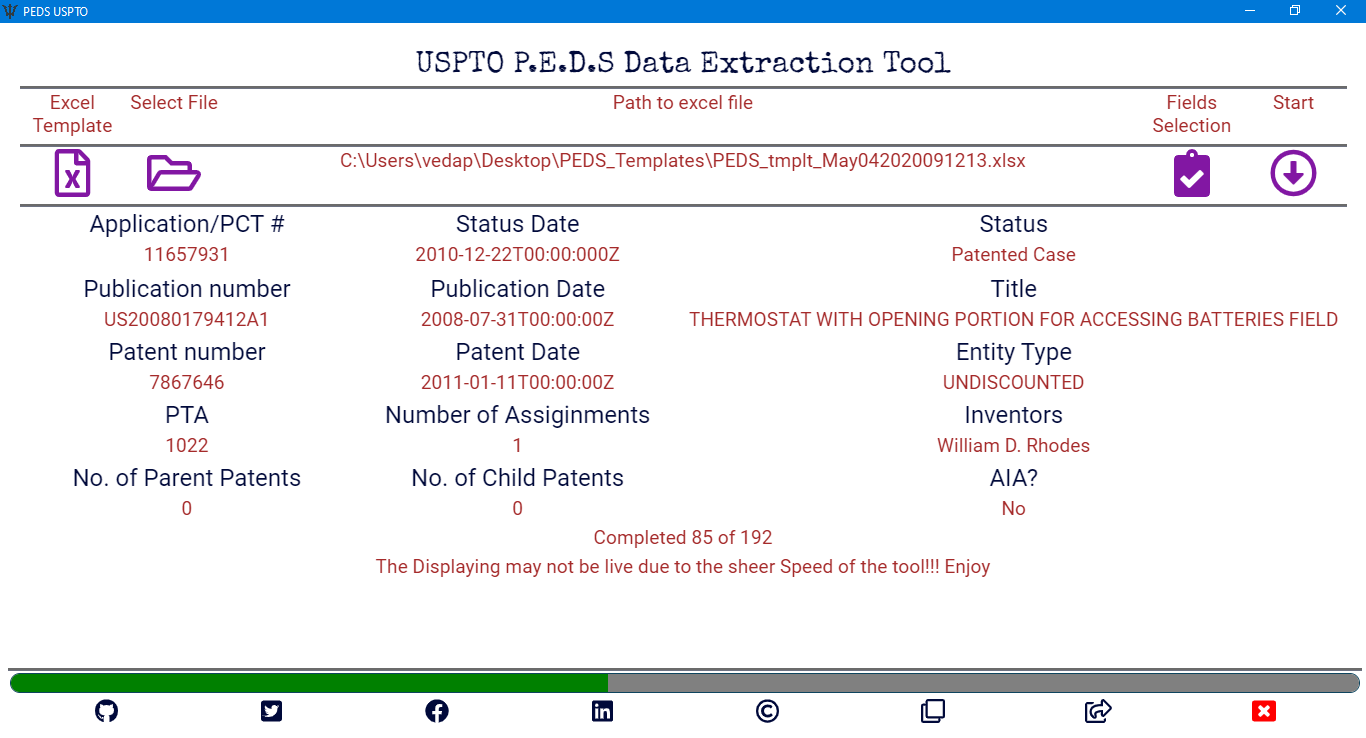 PEDS USPTO
USPTO P.E.D.S Data Extraction Tool
Excel Template
Select File
Path to excel file
Fields Selection
Start
C:\Users\vedap\Desktop\PEDS_Templates\PEDS_tmplt_May042020091213.xlsx
Application/PCT # Status Date Status
11657931 2010-12-22T00:00:000Z Patented Case
Publication number Publication Date Title
US20080179412A1 2008-07-31T00:00:00Z THERMOSTAT WITH OPENING PORTION FOR ACCESSING BATTERIES FIELD
Patent number Patent Date Entity Type
7867646 2011-01-11T00:00:00Z UNDISCOUNTED
PTA Number of Assiginments Inventors
1022 1 William D. Rhodes
No. of Parent Patents No. of Child Patents AIA?
0 0 No
Completed 85 of 192
The Displaying may not be live due to the sheer Speed of the tool!!! Enjoy